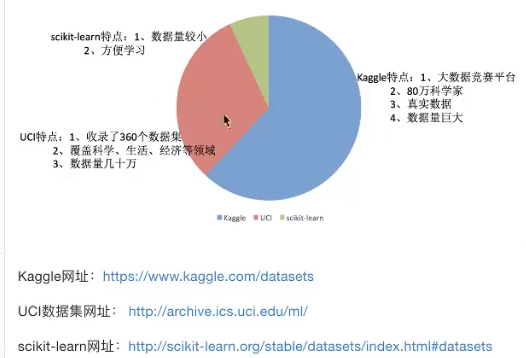 scikit-learn特点：1、数据量较小
2、方便学习
Kaggle特点：1、大数据竞赛平台
2、80万科学家
3、真实数据
4、数据量巨大
UCI特点：1、收录了360个数据集
2、覆盖科学、生活、经济等领域
3、数据量几十万
Kaggle UCI scikit-learn
Kaggle网址：https://www.kaggle.com/datasets
UCI数据集网址： http://archive.ics.uci.edu/ml/
scikit-learn网址：http://scikit-learn.org/stable/datasets/index.html#datasets